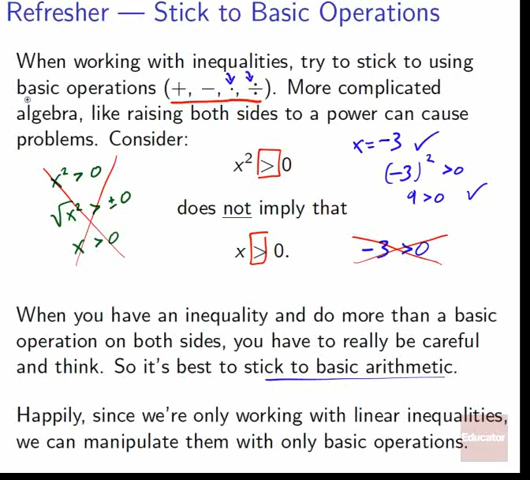 Refresher — Stick to Basic Operations
When working with inequalities, try to stick to using
basic operations (+, −, ·, ÷). More complicated
algebra, like raising both sides to a power can cause
problems. Consider:
x = −3 ✓
x² > 0
x² > 0
(−3)² > 0
√x² > ±0
does not imply that
9 > 0 ✓
x > 0
x > 0.
−3 > 0
When you have an inequality and do more than a basic
operation on both sides, you have to really be careful
and think. So it's best to stick to basic arithmetic.
Happily, since we're only working with linear inequalities,
we can manipulate them with only basic operations.
Educator